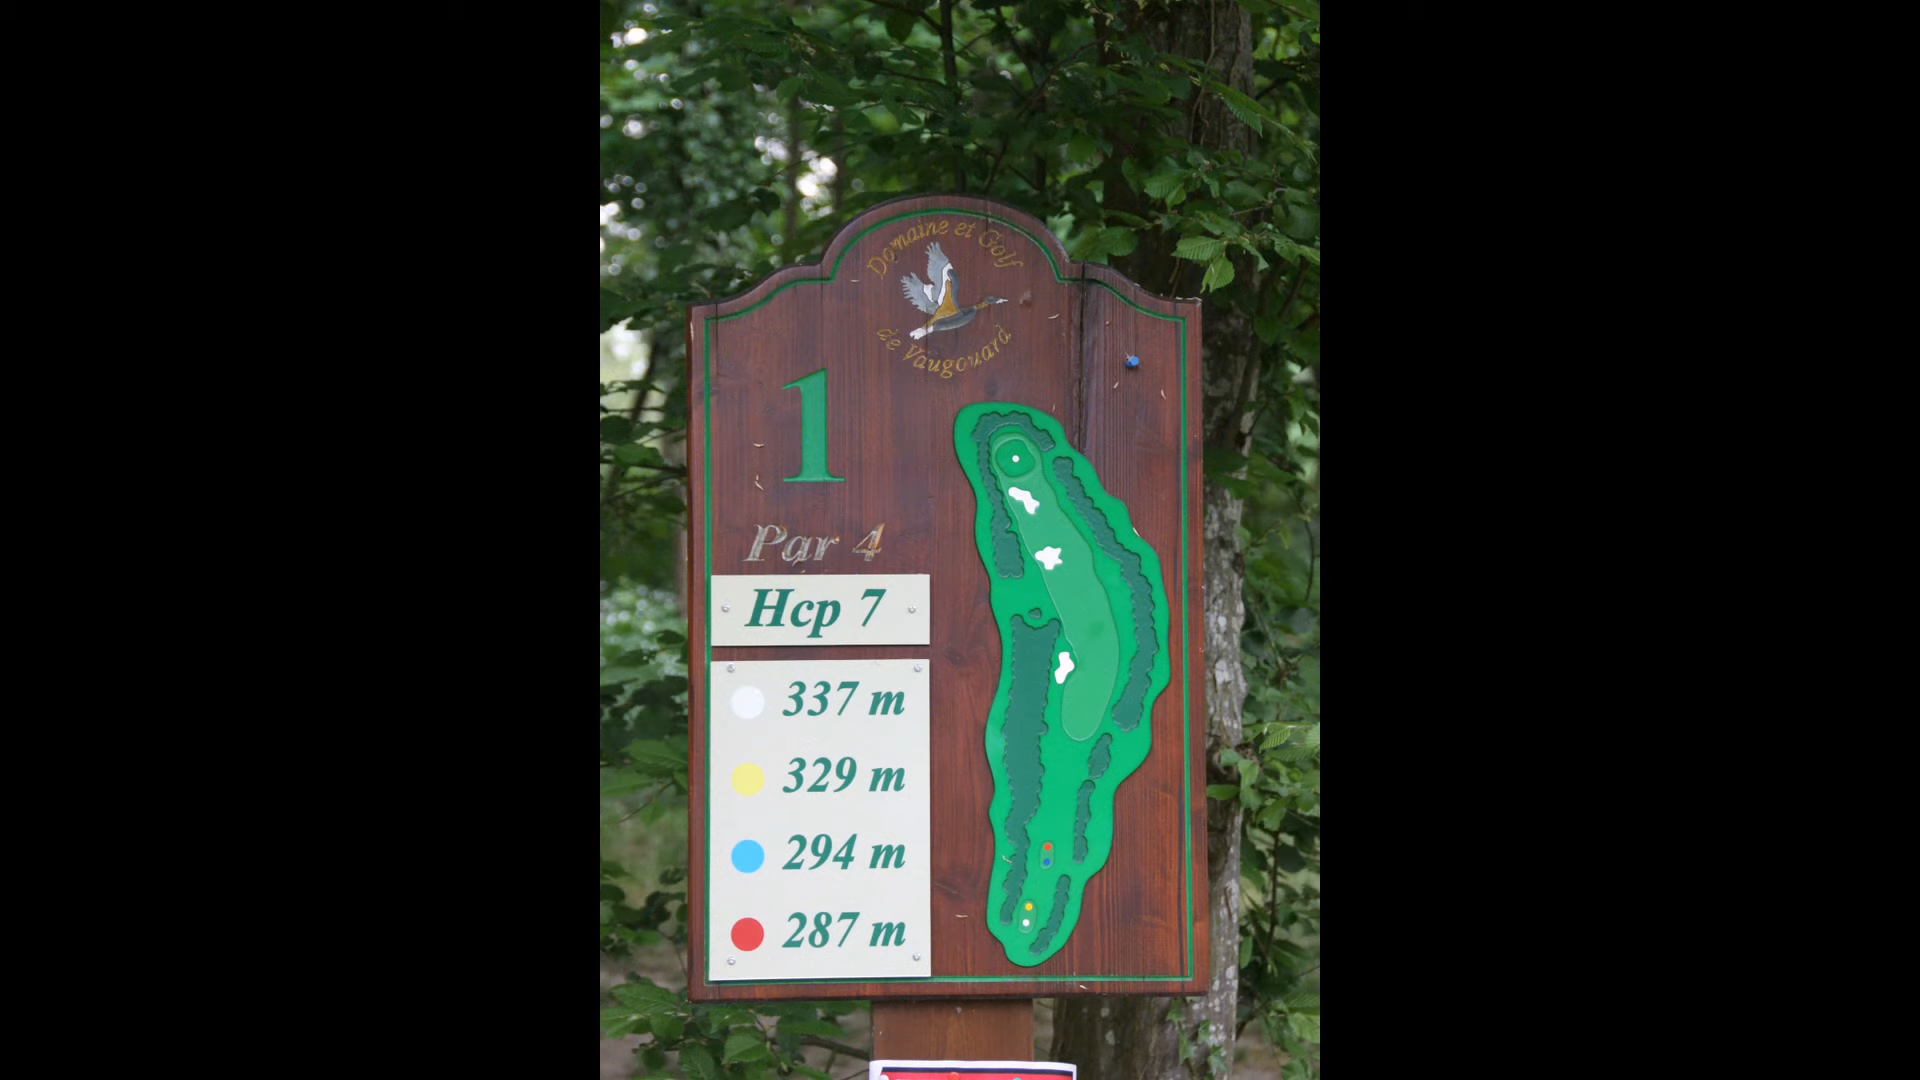 Domaine et Golf
de Vaugouard
1
Par 4
Hcp 7
337 m
329 m
294 m
287 m